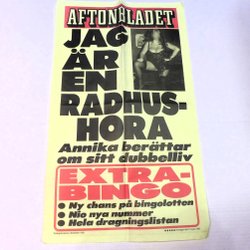 AFTONBLADET
JAG
ÄR
EN
RADHUS-
HORA
Annika berättar
om sitt dubbelliv
EXTRA-
BINGO
● Ny chans på bingolotten
● Nio nya nummer
● Hela dragningslistan